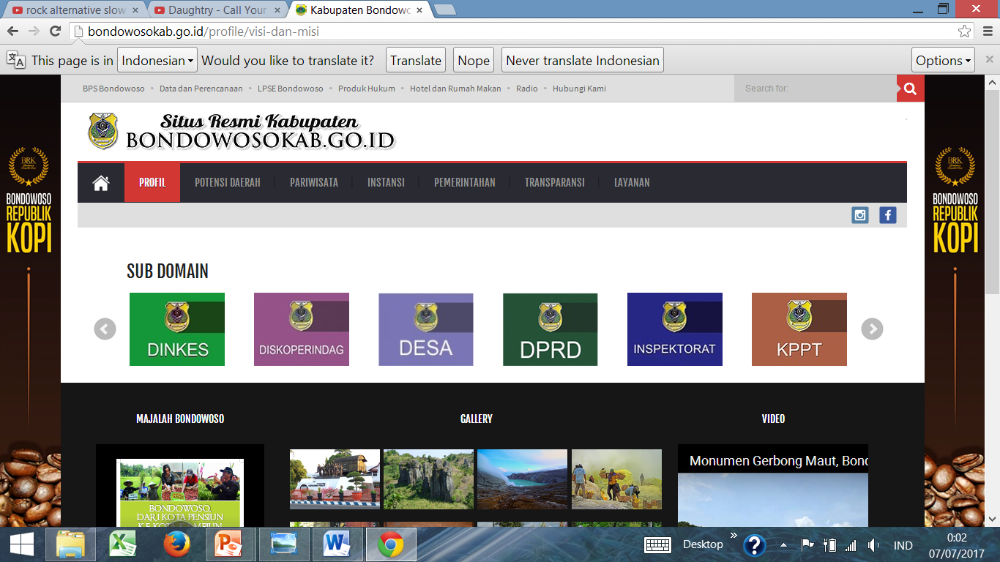 rock alternative slow
Daughtry - Call Your
Kabupaten Bondowo
bondowosokab.go.id/profile/visi-dan-misi
This page is in Indonesian Would you like to translate it? Translate Nope Never translate Indonesian Options
BPS Bondowoso • Data dan Perencanaan • LPSE Bondowoso • Produk Hukum • Hotel dan Rumah Makan • Radio • Hubungi Kami
Search for:
Situs Resmi Kabupaten
BONDOWOSOKAB.GO.ID
PROFIL POTENSI DAERAH PARIWISATA INSTANSI PEMERINTAHAN TRANSPARANSI LAYANAN
BRK
BONDOWOSO
REPUBLIK
KOPI
BRK
BONDOWOSO
REPUBLIK
KOPI
SUB DOMAIN
DINKES
DISKOPERINDAG
DESA
DPRD
INSPEKTORAT
KPPT
MAJALAH BONDOWOSO
GALLERY
VIDEO
BONDOWOSO,
DARI KOTA PENSIUN
Monumen Gerbong Maut, Bond
Desktop
IND
0:02
07/07/2017